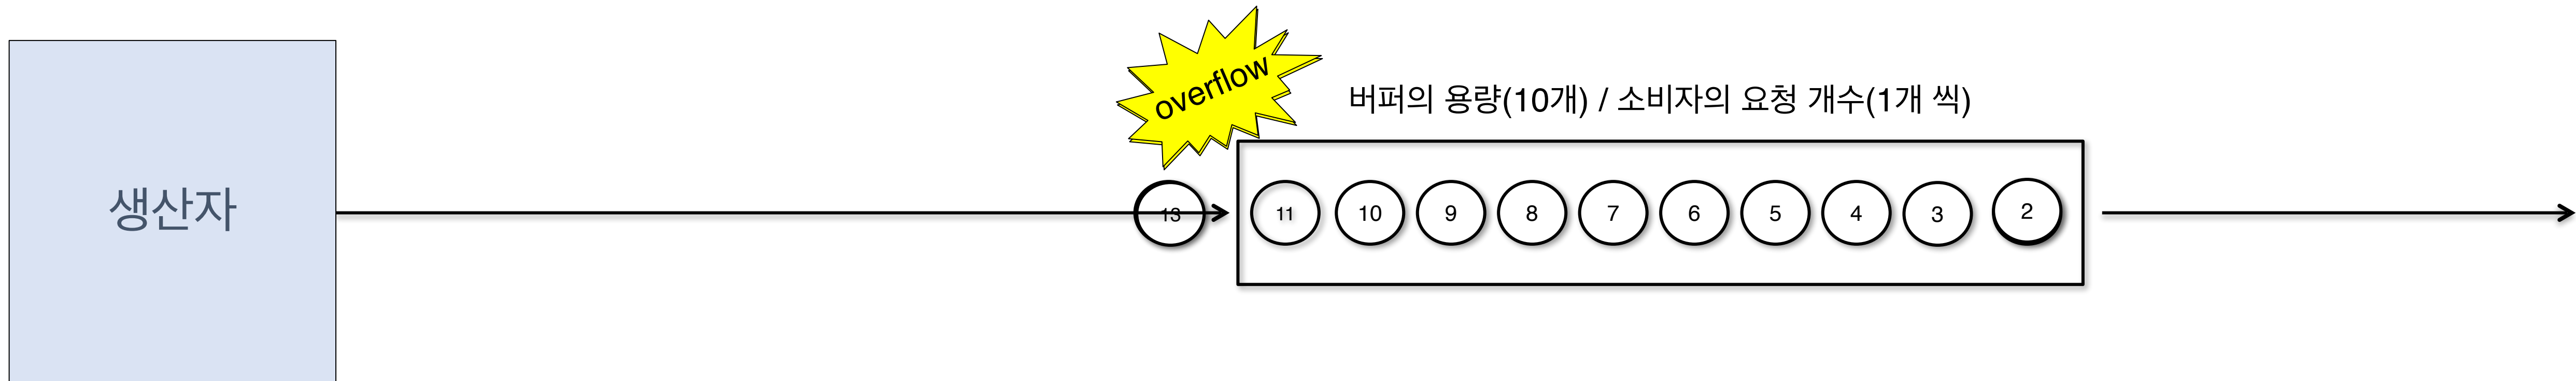 생산자
overflow
버퍼의 용량(10개) / 소비자의 요청 개수(1개 씩)
13 11 10 9 8 7 6 5 4 3 2